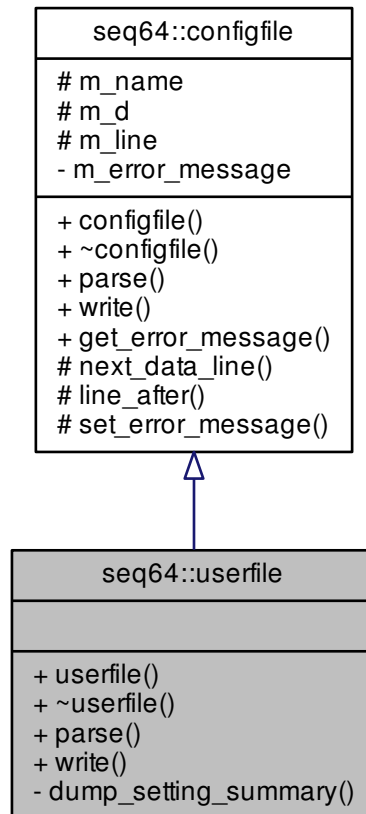 seq64::configfile
# m_name
# m_d
# m_line
- m_error_message
+ configfile()
+ ~configfile()
+ parse()
+ write()
+ get_error_message()
# next_data_line()
# line_after()
# set_error_message()
seq64::userfile
+ userfile()
+ ~userfile()
+ parse()
+ write()
- dump_setting_summary()